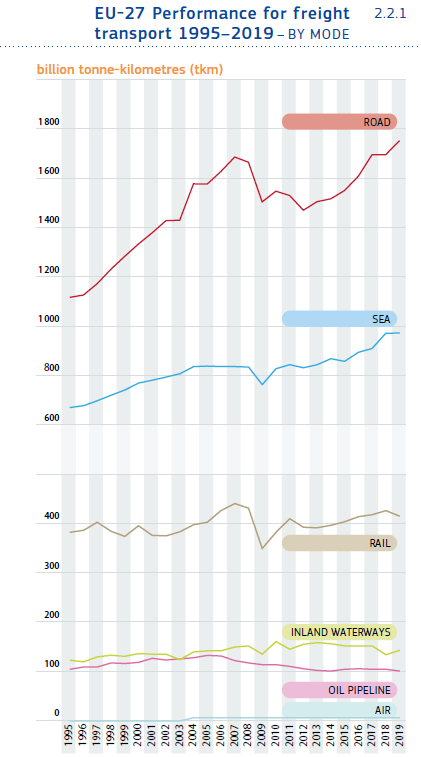 EU-27 Performance for freight 2.2.1
transport 1995–2019 – BY MODE
billion tonne-kilometres (tkm)
1800
ROAD
1600
1400
1200
1000
SEA
800
600
400
RAIL
300
200
INLAND WATERWAYS
100
OIL PIPELINE
AIR
0
1995 1996 1997 1998 1999 2000 2001 2002 2003 2004 2005 2006 2007 2008 2009 2010 2011 2012 2013 2014 2015 2016 2017 2018 2019